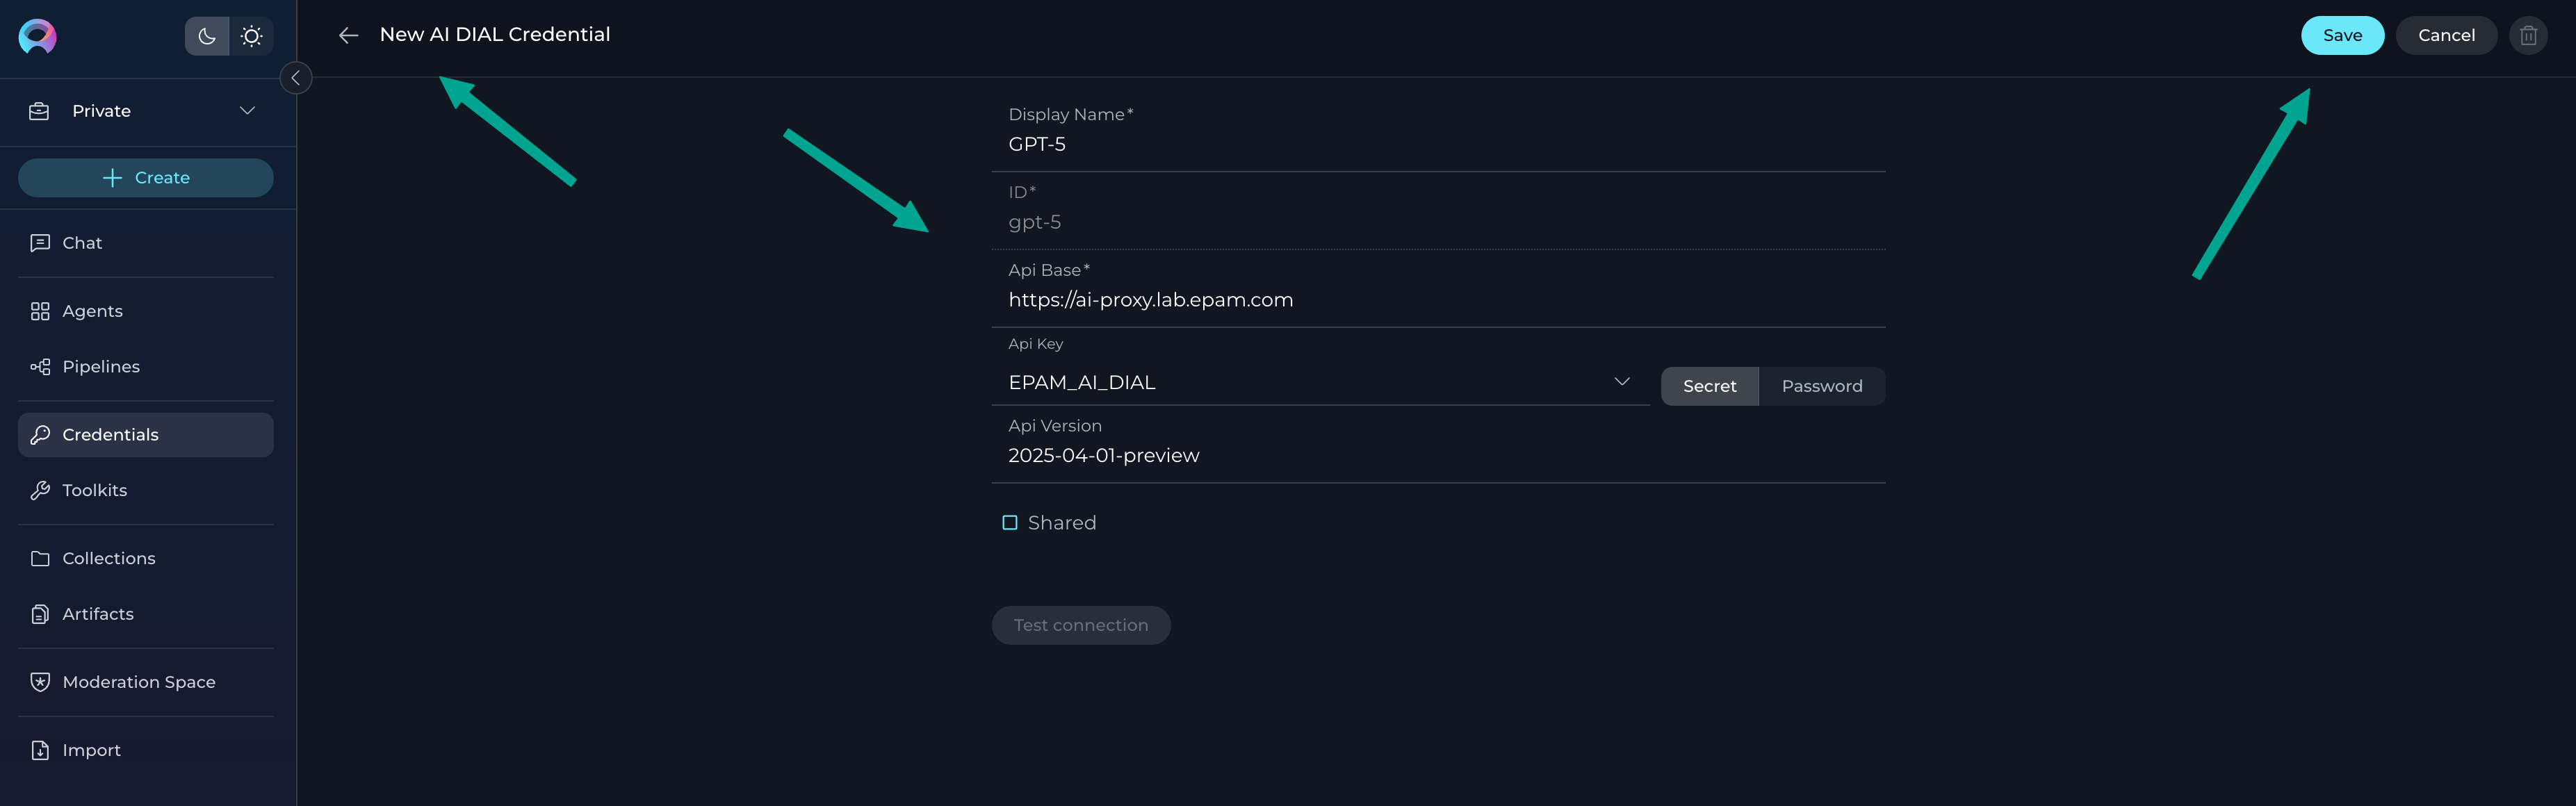 New AI DIAL Credential
Save
Cancel
Private
Create
Chat
Agents
Pipelines
Credentials
Toolkits
Collections
Artifacts
Moderation Space
Import
Display Name*
GPT-5
ID*
gpt-5
Api Base*
https://ai-proxy.lab.epam.com
Api Key
EPAM_AI_DIAL
Secret
Password
Api Version
2025-04-01-preview
Shared
Test connection